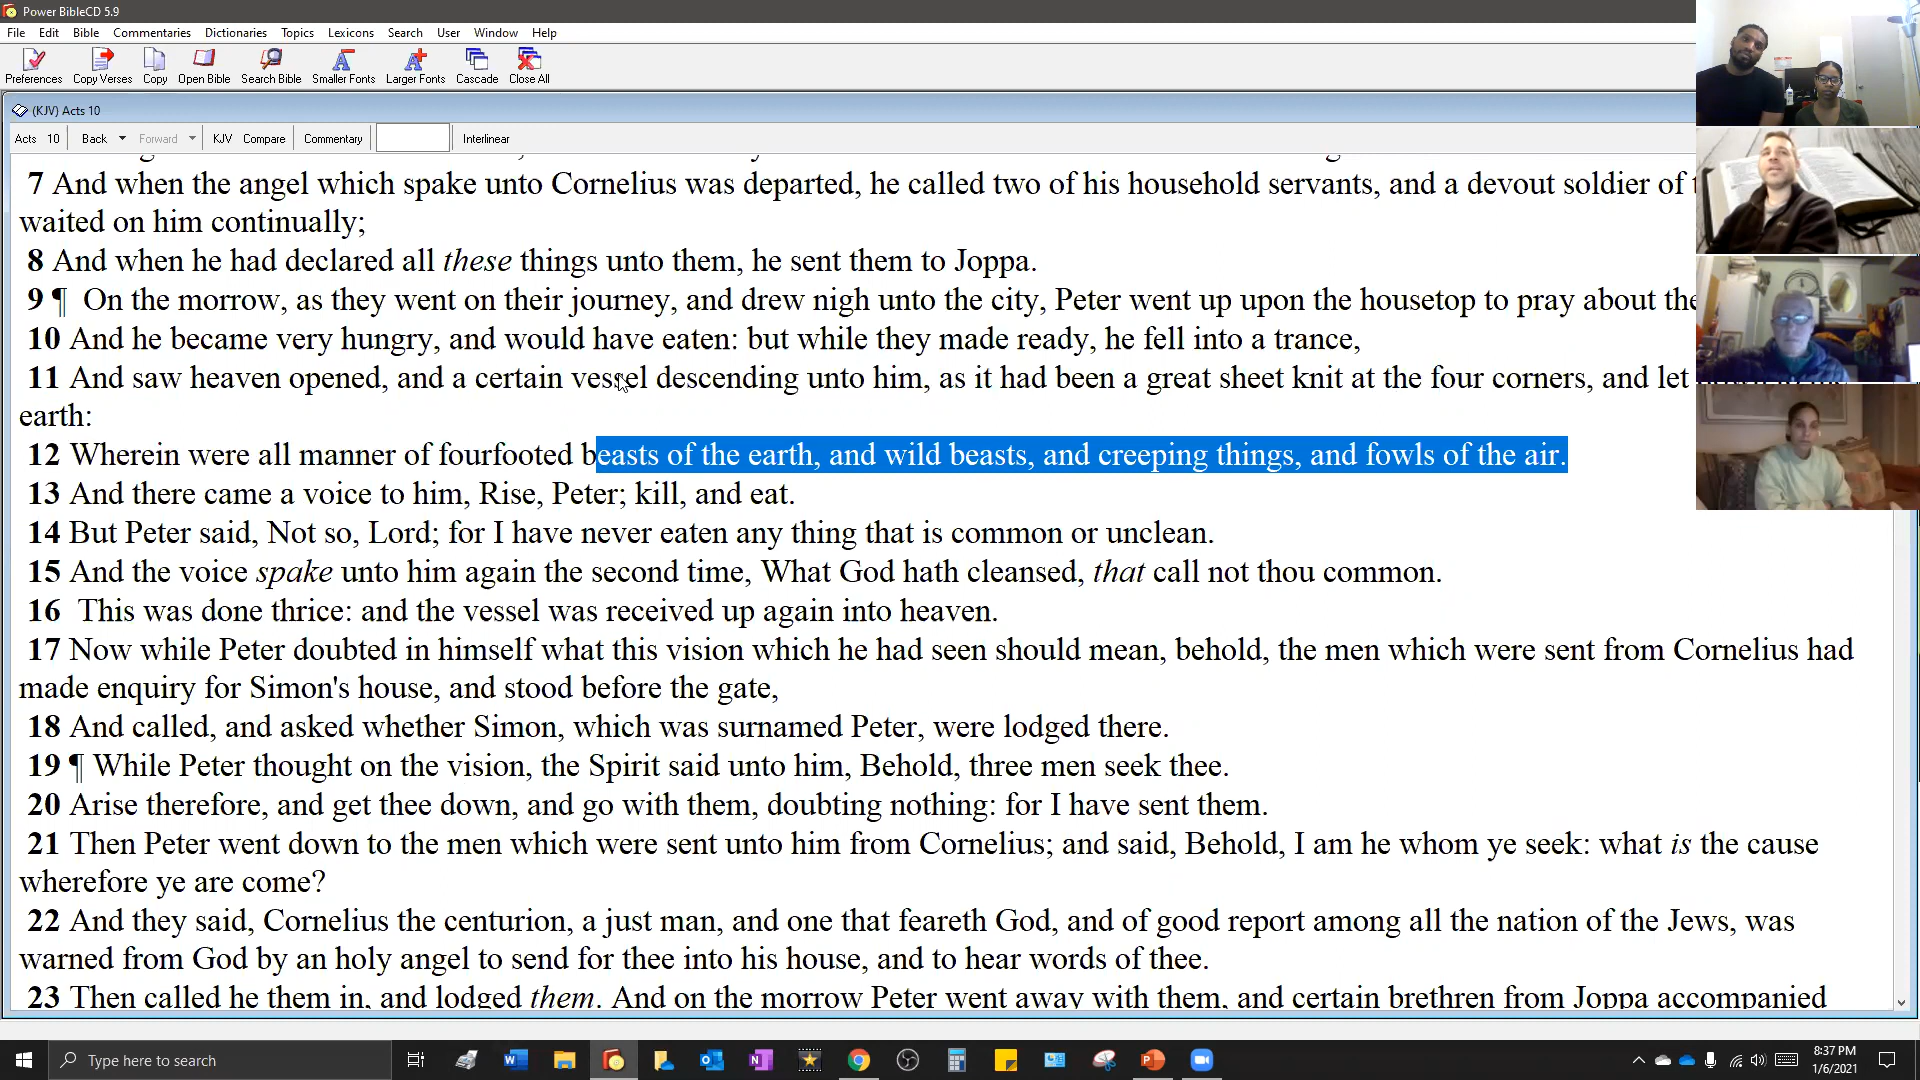 Power BibleCD 5.9
File Edit Bible Commentaries Dictionaries Topics Lexicons Search User Window Help
Preferences Copy Verses Copy Open Bible Search Bible Smaller Fonts Larger Fonts Cascade Close All
(KJV) Acts 10
Acts 10 Back Forward KJV Compare Commentary Interlinear
7 And when the angel which spake unto Cornelius was departed, he called two of his household servants, and a devout soldier of
waited on him continually;
8 And when he had declared all these things unto them, he sent them to Joppa.
9 ¶ On the morrow, as they went on their journey, and drew nigh unto the city, Peter went up upon the housetop to pray about the
10 And he became very hungry, and would have eaten: but while they made ready, he fell into a trance,
11 And saw heaven opened, and a certain vessel descending unto him, as it had been a great sheet knit at the four corners, and let
earth:
12 Wherein were all manner of fourfooted beasts of the earth, and wild beasts, and creeping things, and fowls of the air.
13 And there came a voice to him, Rise, Peter; kill, and eat.
14 But Peter said, Not so, Lord; for I have never eaten any thing that is common or unclean.
15 And the voice spake unto him again the second time, What God hath cleansed, that call not thou common.
16 This was done thrice: and the vessel was received up again into heaven.
17 Now while Peter doubted in himself what this vision which he had seen should mean, behold, the men which were sent from Cornelius had
made enquiry for Simon's house, and stood before the gate,
18 And called, and asked whether Simon, which was surnamed Peter, were lodged there.
19 ¶ While Peter thought on the vision, the Spirit said unto him, Behold, three men seek thee.
20 Arise therefore, and get thee down, and go with them, doubting nothing: for I have sent them.
21 Then Peter went down to the men which were sent unto him from Cornelius; and said, Behold, I am he whom ye seek: what is the cause
wherefore ye are come?
22 And they said, Cornelius the centurion, a just man, and one that feareth God, and of good report among all the nation of the Jews, was
warned from God by an holy angel to send for thee into his house, and to hear words of thee.
23 Then called he them in, and lodged them. And on the morrow Peter went away with them, and certain brethren from Joppa accompanied
Type here to search
8:37 PM
1/6/2021